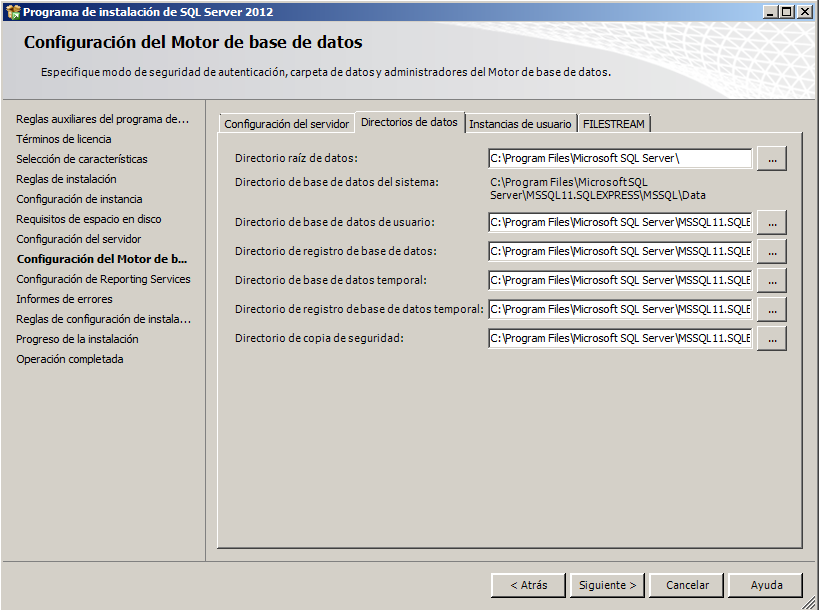 Programa de instalación de SQL Server 2012
Configuración del Motor de base de datos
Especifique modo de seguridad de autenticación, carpeta de datos y administradores del Motor de base de datos.
Reglas auxiliares del programa de...
Términos de licencia
Selección de características
Reglas de instalación
Configuración de instancia
Requisitos de espacio en disco
Configuración del servidor
Configuración del Motor de b...
Configuración de Reporting Services
Informes de errores
Reglas de configuración de instala...
Progreso de la instalación
Operación completada
Configuración del servidor
Directorios de datos
Instancias de usuario
FILESTREAM
Directorio raíz de datos:
C:\Program Files\Microsoft SQL Server\
...
Directorio de base de datos del sistema:
C:\Program Files\Microsoft SQL
Server\MSSQL11.SQLEXPRESS\MSSQL\Data
Directorio de base de datos de usuario:
C:\Program Files\Microsoft SQL Server\MSSQL11.SQLE
...
Directorio de registro de base de datos:
C:\Program Files\Microsoft SQL Server\MSSQL11.SQLE
...
Directorio de base de datos temporal:
C:\Program Files\Microsoft SQL Server\MSSQL11.SQLE
...
Directorio de registro de base de datos temporal:
C:\Program Files\Microsoft SQL Server\MSSQL11.SQLE
...
Directorio de copia de seguridad:
C:\Program Files\Microsoft SQL Server\MSSQL11.SQLE
...
< Atrás
Siguiente >
Cancelar
Ayuda